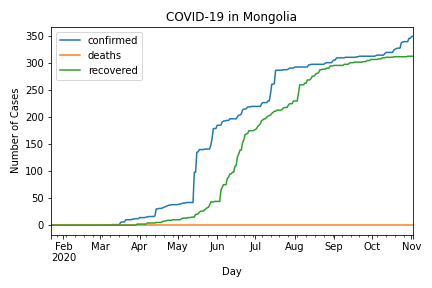 COVID-19 in Mongolia
confirmed
deaths
recovered
Number of Cases
350
300
250
200
150
100
50
0
Feb Mar Apr May Jun Jul Aug Sep Oct Nov
2020
Day